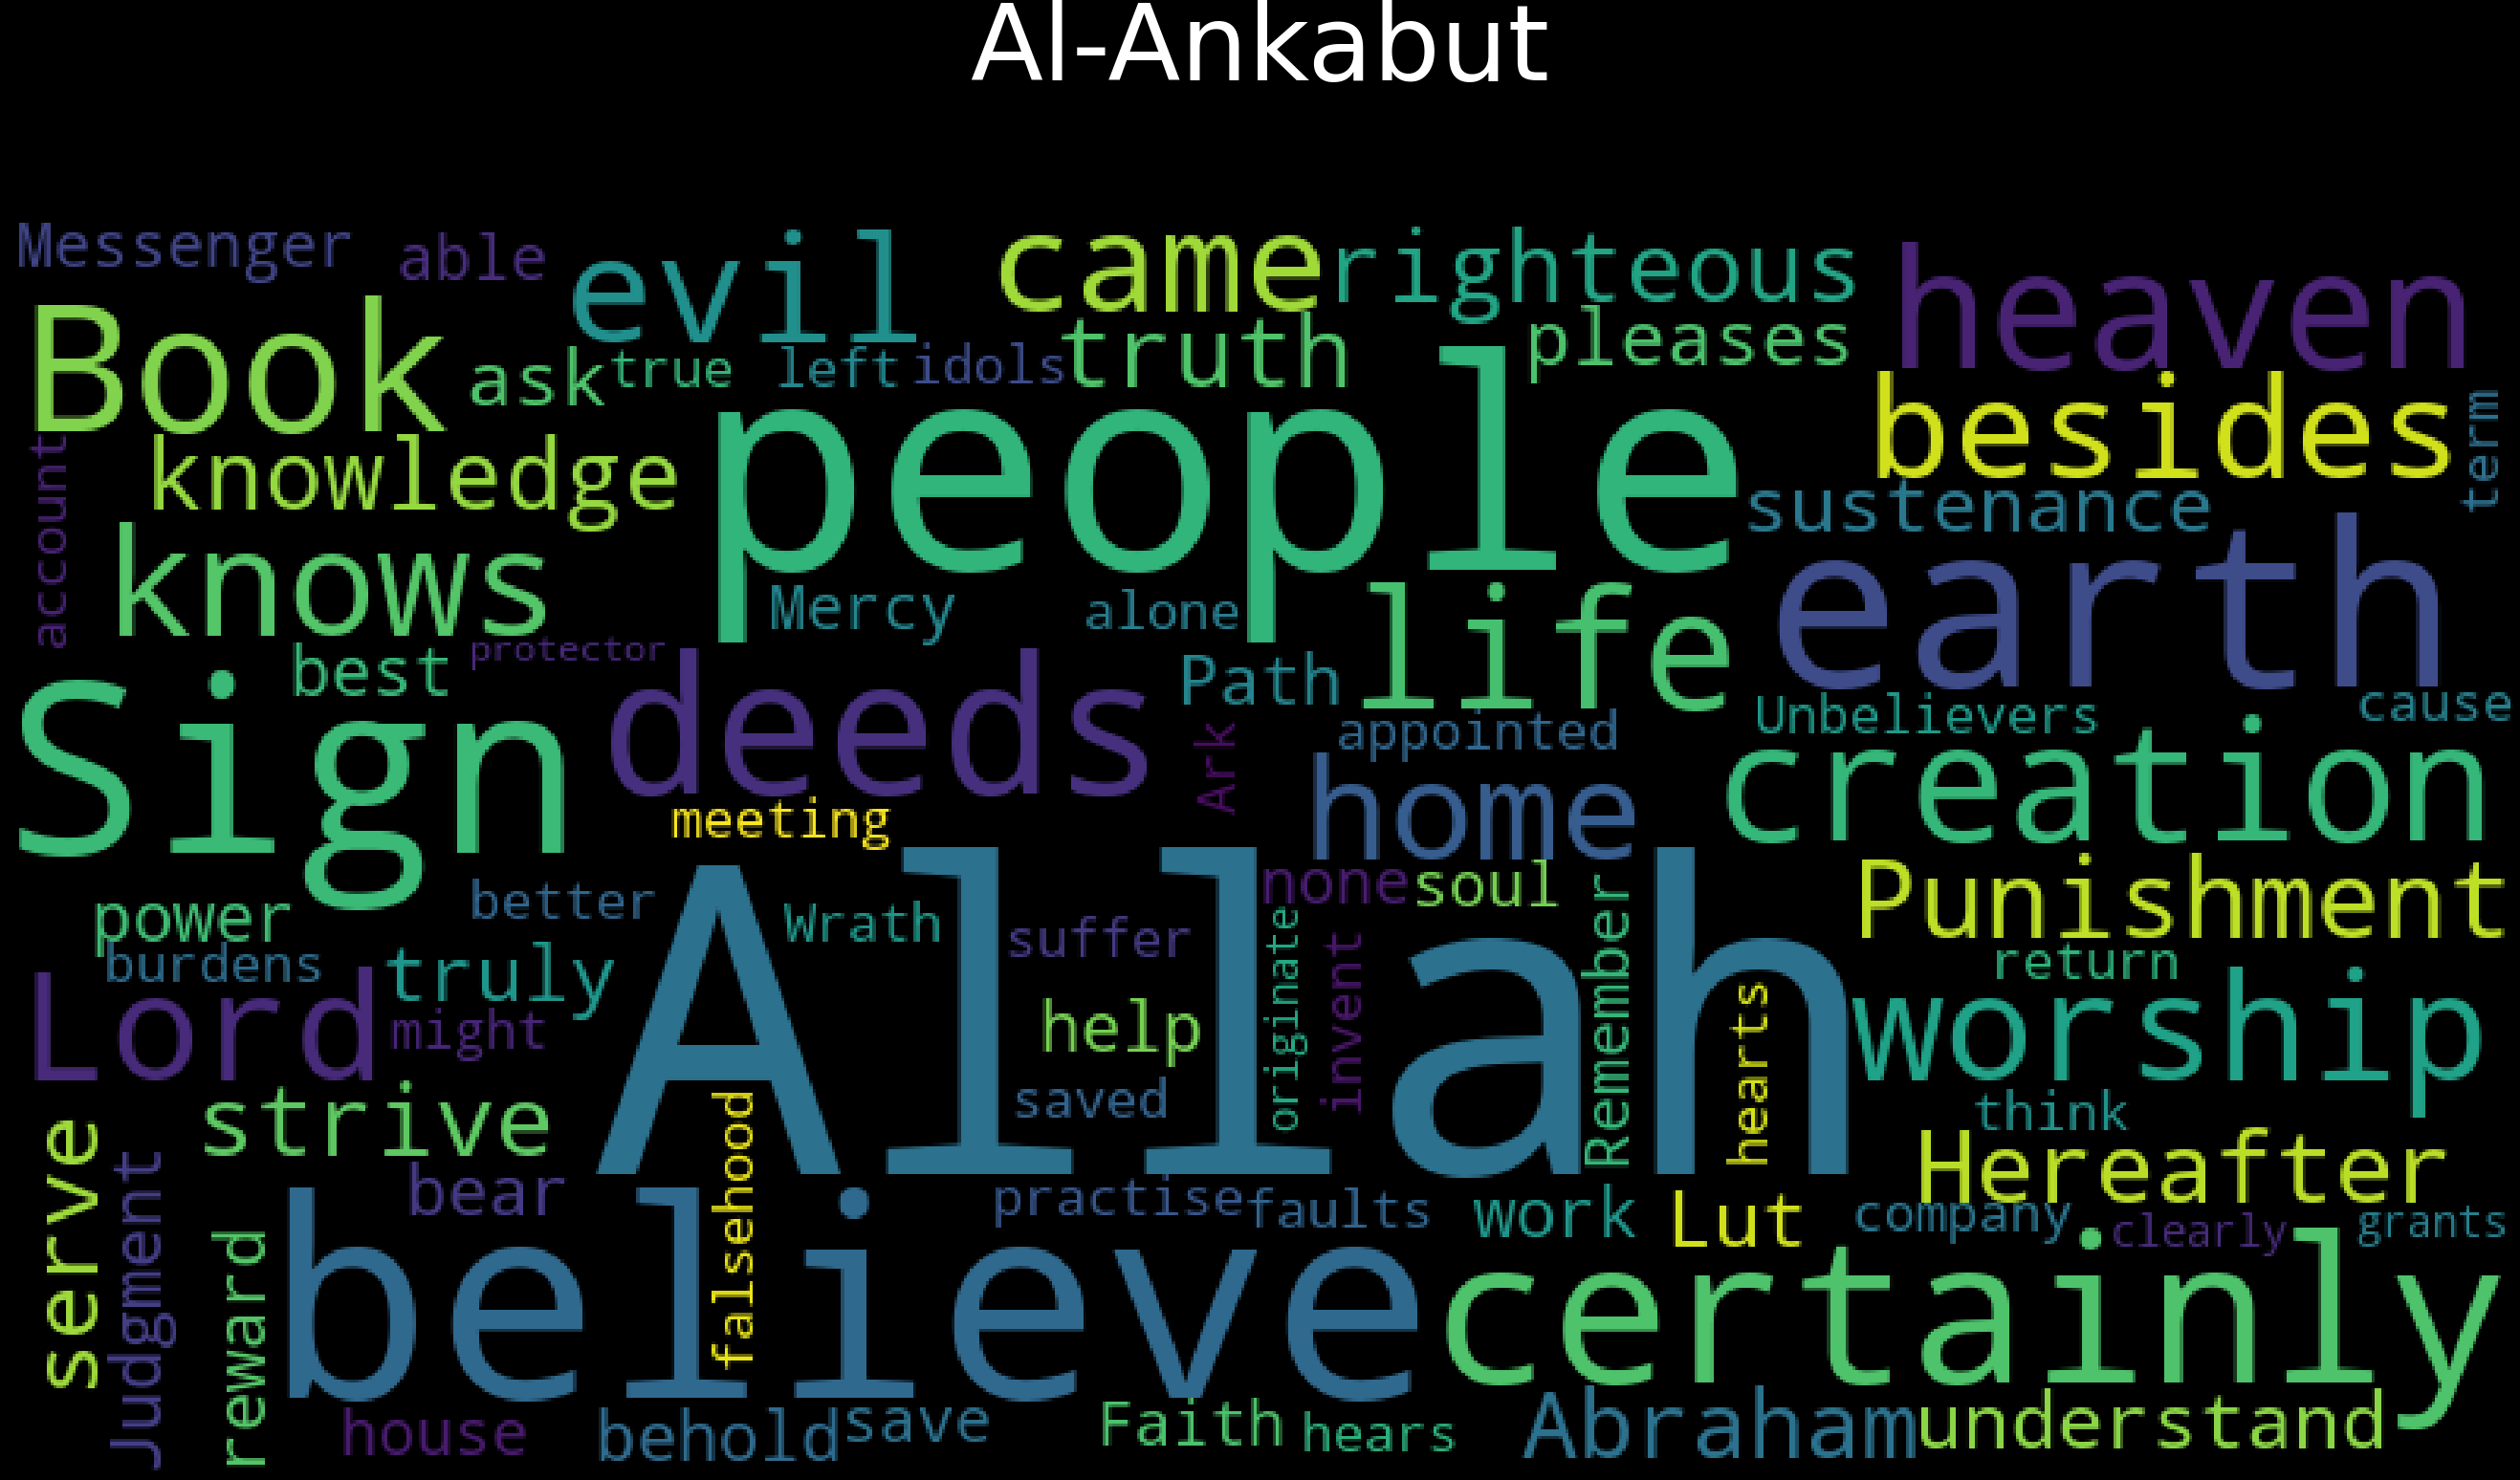 Al-Ankabut
Messenger
able
evil
came
righteous
heaven
Book
ask
true
left
idols
truth
pleases
besides
term
account
knowledge
people
sustenance
knows
Mercy
alone
life
earth
best
protector
Sign
deeds
Path
Ark
appointed
Unbelievers
cause
meeting
home
creation
power
better
Wrath
suffer
none
soul
Punishment
burdens
truly
Allah
originate
invent
Remember
hearts
return
Lord
might
help
saved
worship
strive
think
serve
Judgment
bear
falsehood
practise
faults
work
Lut
Hereafter
company
clearly
grants
reward
believe
certainly
house
behold
save
Faith
hears
Abraham
understand